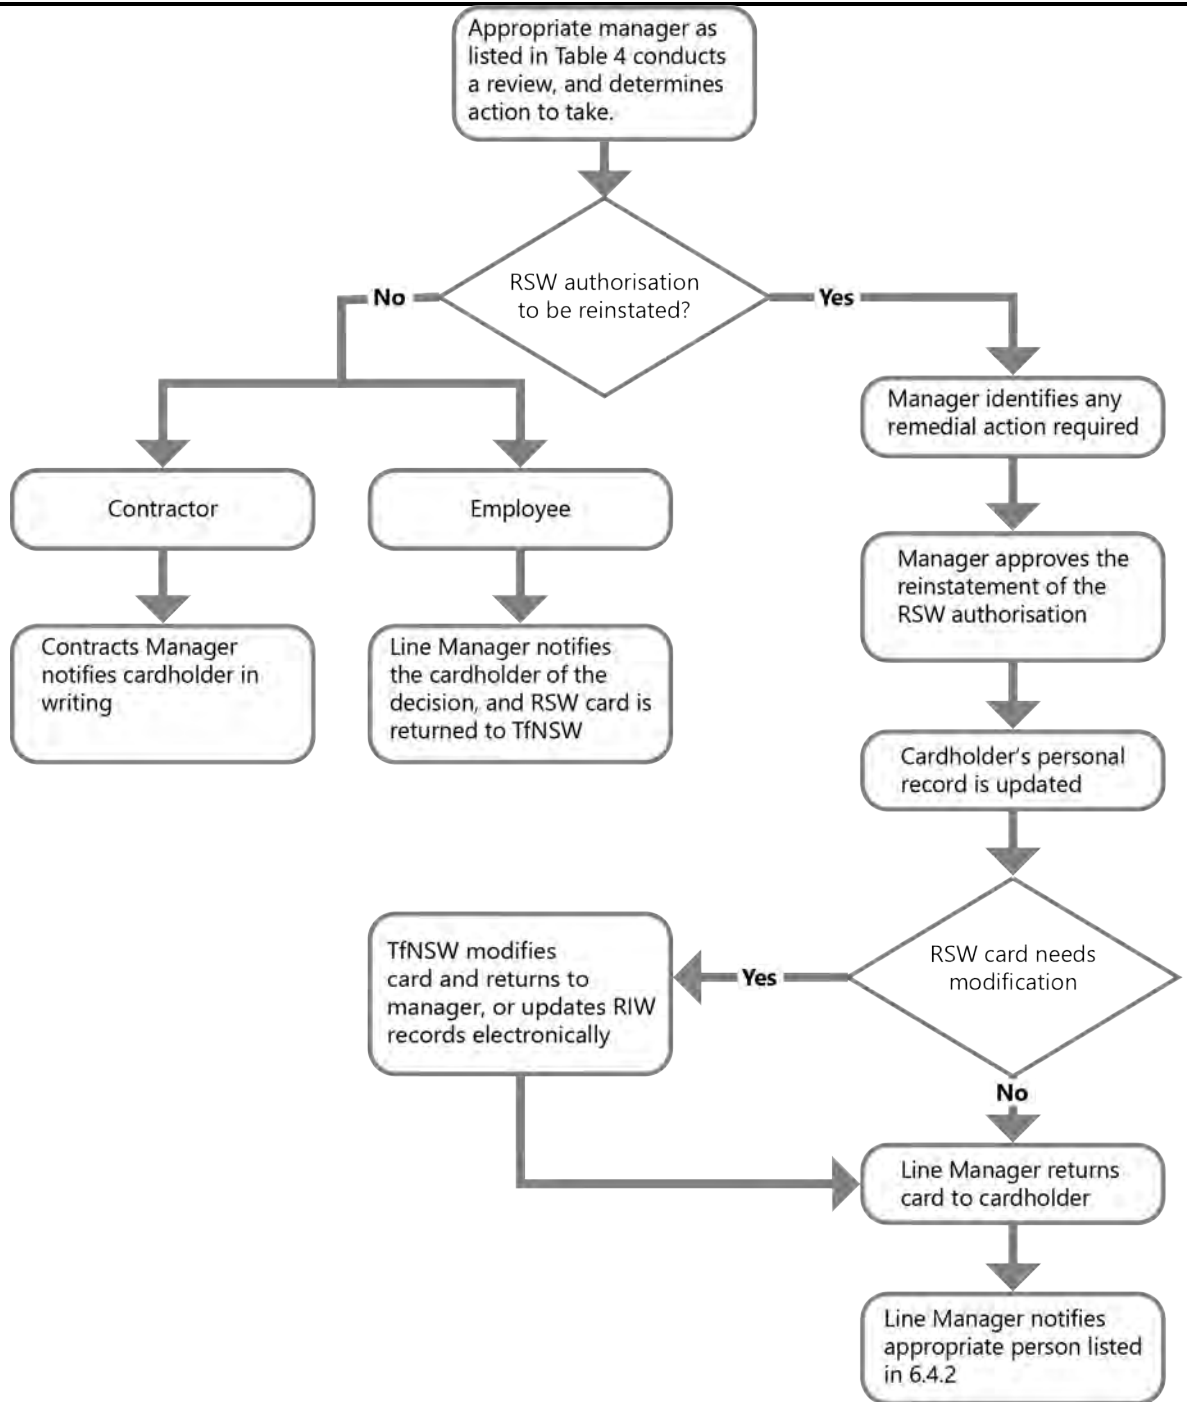 Appropriate manager as
listed in Table 4 conducts
a review, and determines
action to take.
RSW authorisation
to be reinstated?
No
Yes
Manager identifies any
remedial action required
Contractor
Employee
Manager approves the
reinstatement of the
RSW authorisation
Contracts Manager
notifies cardholder in
writing
Line Manager notifies
the cardholder of the
decision, and RSW card is
returned to TfNSW
Cardholder's personal
record is updated
RSW card needs
modification
Yes
TfNSW modifies
card and returns to
manager, or updates RIW
records electronically
No
Line Manager returns
card to cardholder
Line Manager notifies
appropriate person listed
in 6.4.2